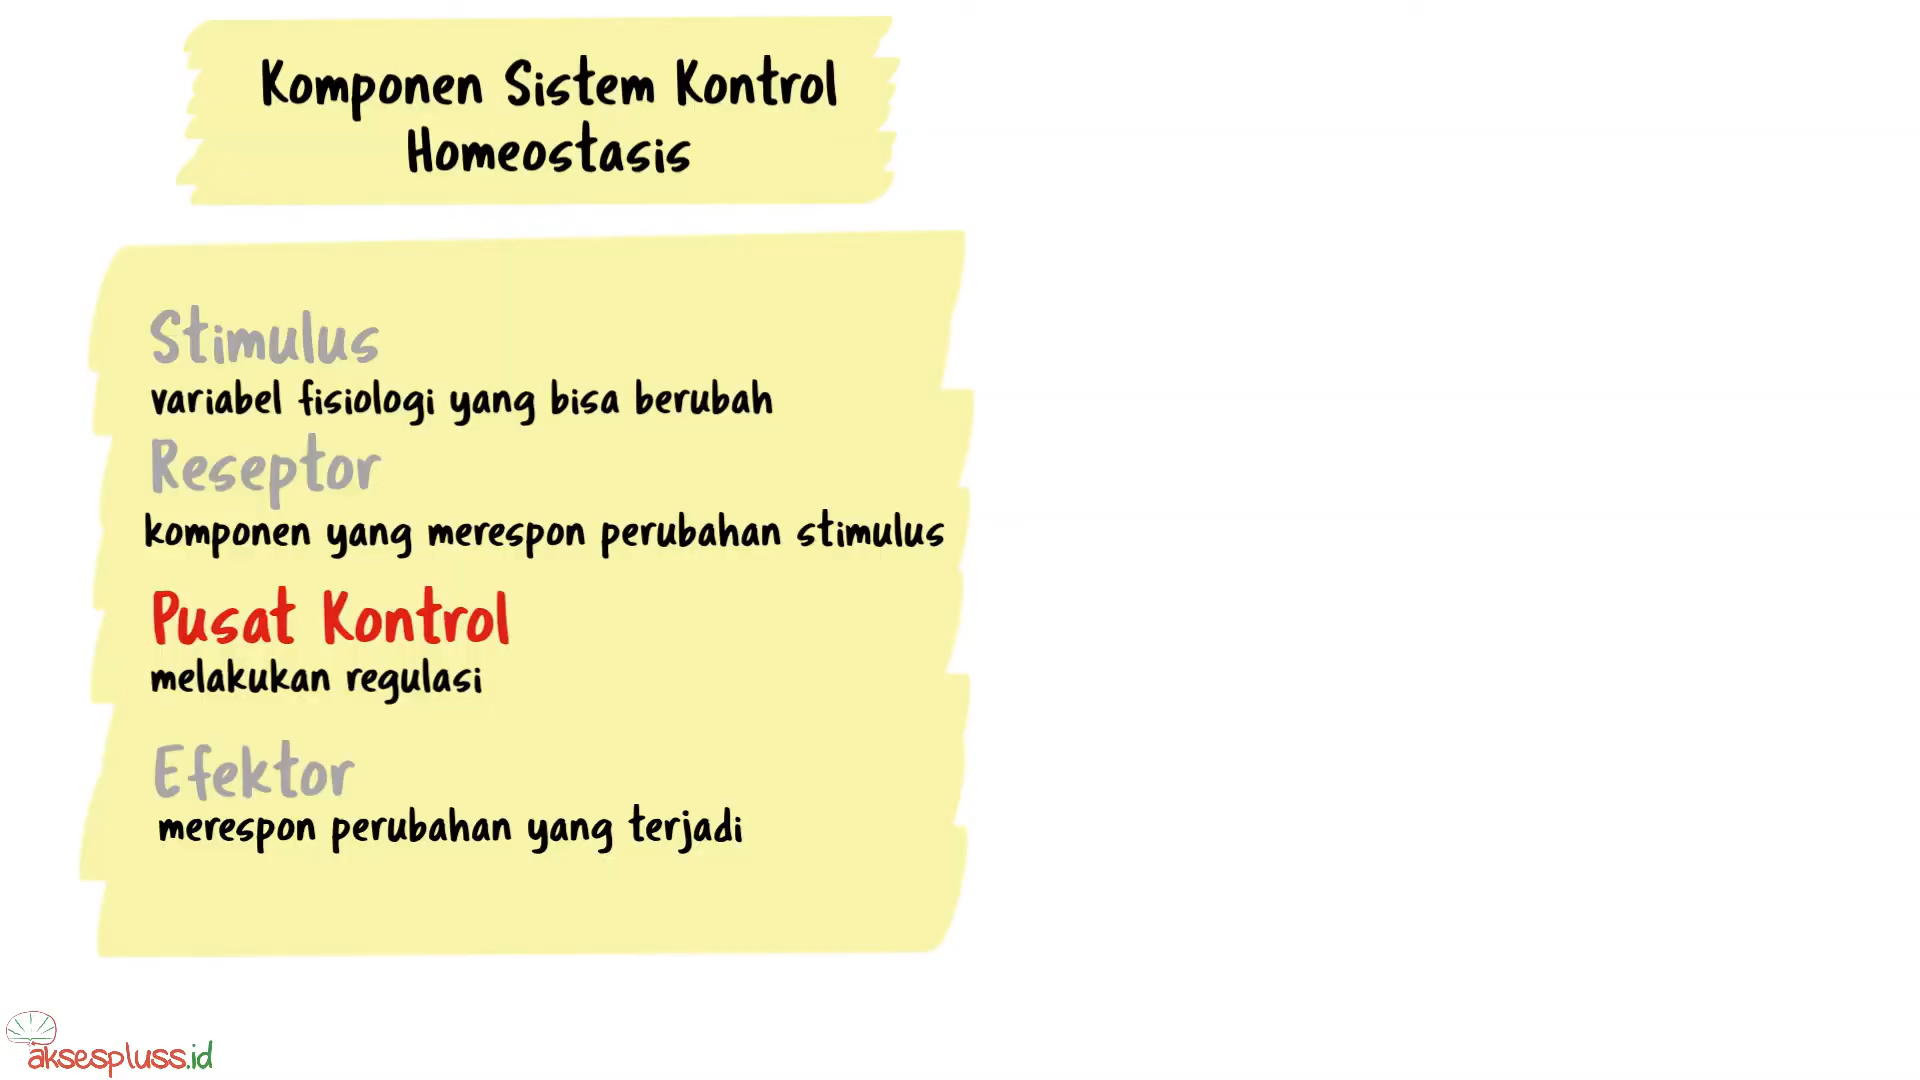 Komponen Sistem Kontrol
Homeostasis
Stimulus
variabel fisiologi yang bisa berubah
Reseptor
komponen yang merespon perubahan stimulus
Pusat Kontrol
melakukan regulasi
Efektor
merespon perubahan yang terjadi
aksespluss.id